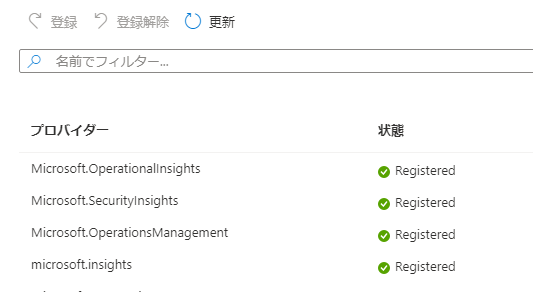 登録 登録解除 更新
名前でフィルター...
プロバイダー 状態
Microsoft.OperationalInsights Registered
Microsoft.SecurityInsights Registered
Microsoft.OperationsManagement Registered
microsoft.insights Registered